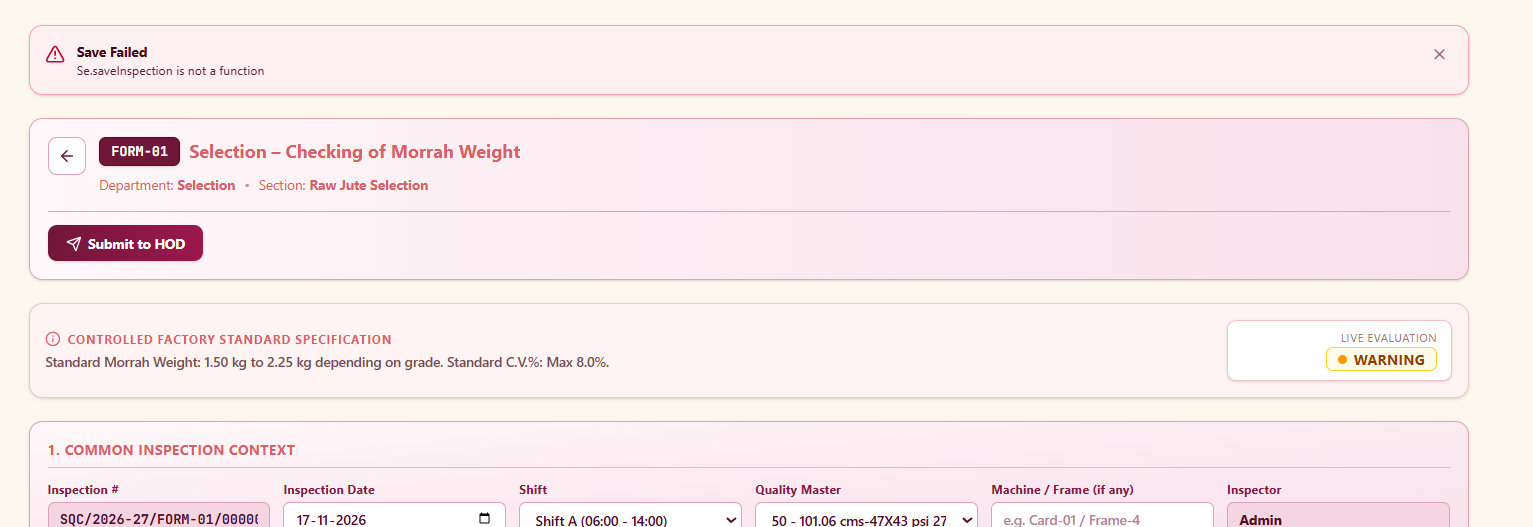 Save Failed
Se.saveInspection is not a function
FORM-01 Selection – Checking of Morrah Weight
Department: Selection • Section: Raw Jute Selection
Submit to HOD
CONTROLLED FACTORY STANDARD SPECIFICATION
Standard Morrah Weight: 1.50 kg to 2.25 kg depending on grade. Standard C.V.%: Max 8.0%.
LIVE EVALUATION
WARNING
1. COMMON INSPECTION CONTEXT
Inspection # Inspection Date Shift Quality Master Machine / Frame (if any) Inspector
SQC/2026-27/FORM-01/0000 17-11-2026 Shift A (06:00 - 14:00) 50 - 101.06 cms-47X43 psi 27 e.g. Card-01 / Frame-4 Admin